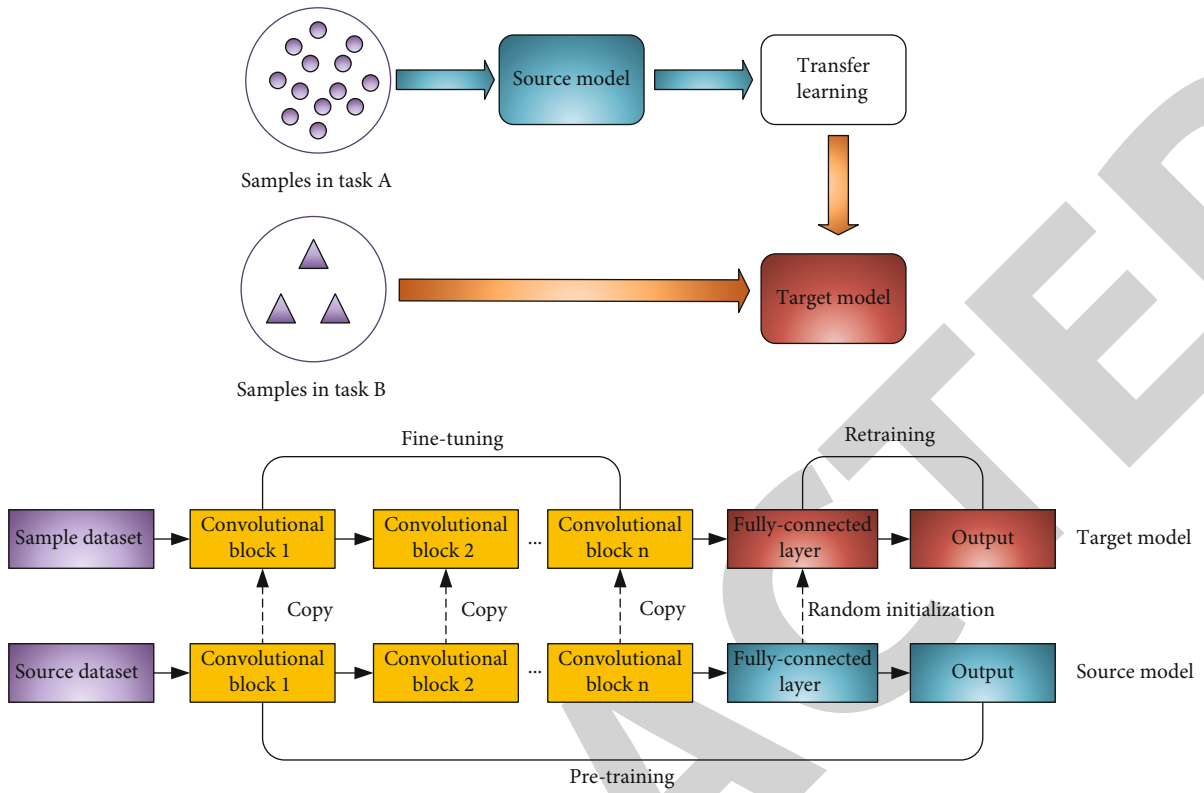 Source model
Transfer
learning
Samples in task A
Target model
Samples in task B
Fine-tuning
Retraining
Sample dataset
Convolutional
block 1
Convolutional
block 2
...
Convolutional
block n
Fully-connected
layer
Output
Target model
Copy
Copy
Copy
Random initialization
Source dataset
Convolutional
block 1
Convolutional
block 2
...
Convolutional
block n
Fully-connected
layer
Output
Source model
Pre-training
ACTED